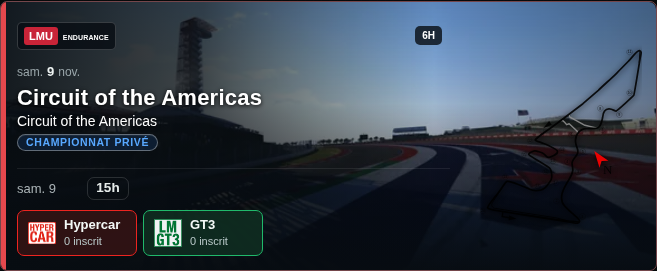 LMU ENDURANCE
6H
sam. 9 nov.
Circuit of the Americas
Circuit of the Americas
CHAMPIONNAT PRIVÉ
sam. 9 15h
HYPER CAR
Hypercar
0 inscrit
LM GT3
GT3
0 inscrit
N